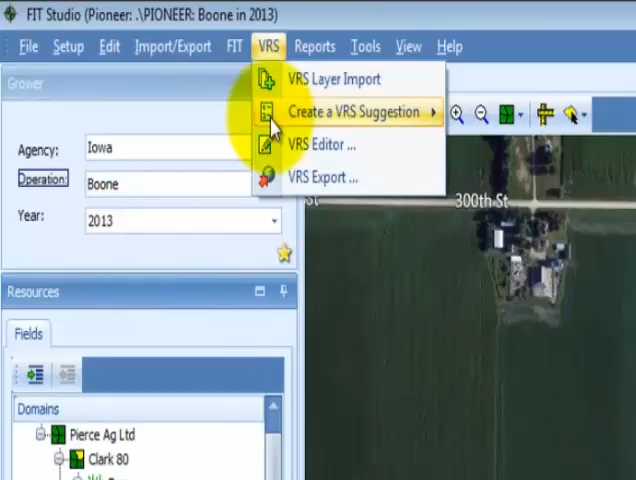 FIT Studio (Pioneer: .\PIONEER: Boone in 2013)
File Setup Edit Import/Export FIT VRS Reports Tools View Help
Grower
VRS Layer Import
Create a VRS Suggestion
VRS Editor ...
VRS Export ...
Agency: Iowa
Operation: Boone
Year: 2013
St
300th St
Resources
Fields
Domains
Pierce Ag Ltd
Clark 80